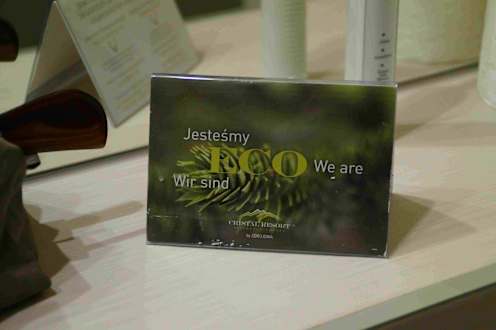 Jesteśmy
ECO We are
Wir sind
CRISTAL RESORT